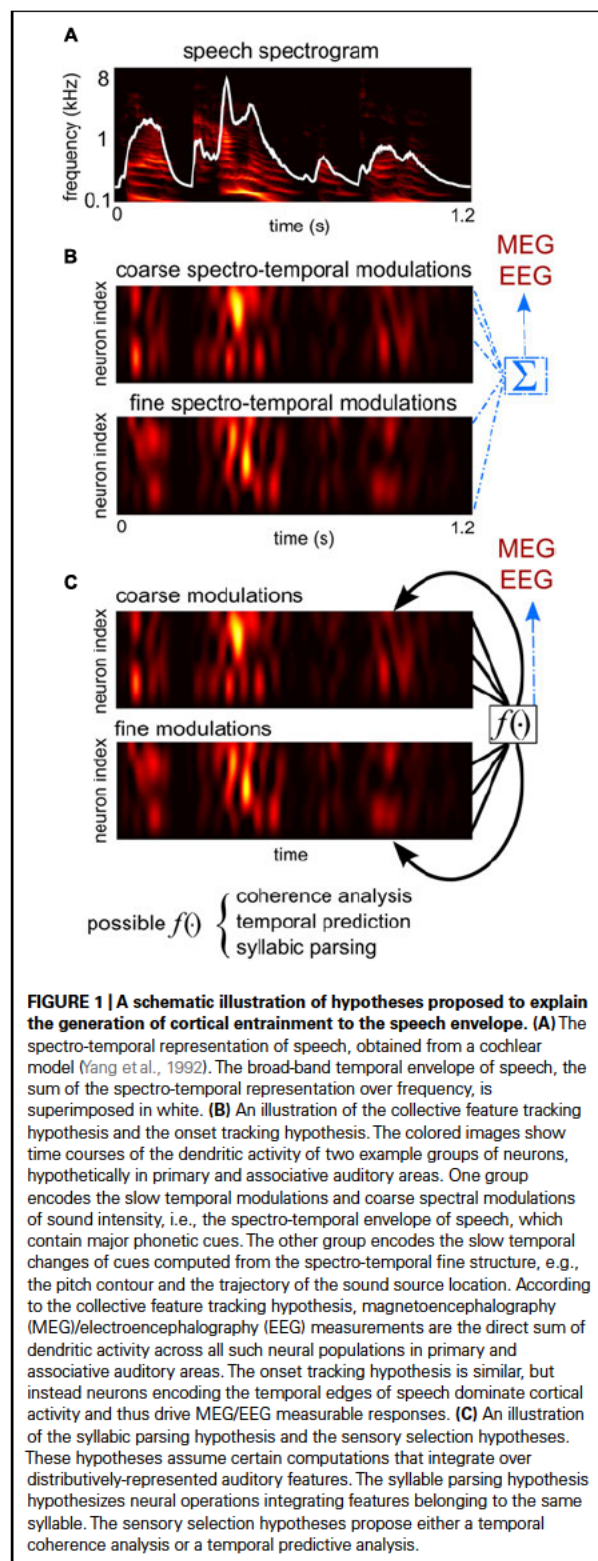 A
speech spectrogram
frequency (kHz)
8
1
0.1
0
1.2
time (s)
MEG
EEG
B
coarse spectro-temporal modulations
neuron index
Σ
fine spectro-temporal modulations
neuron index
0
1.2
time (s)
MEG
EEG
C
coarse modulations
neuron index
f(·)
fine modulations
neuron index
time
possible f(·) { coherence analysis
temporal prediction
syllabic parsing
FIGURE 1 | A schematic illustration of hypotheses proposed to explain
the generation of cortical entrainment to the speech envelope. (A) The
spectro-temporal representation of speech, obtained from a cochlear
model (Yang et al., 1992). The broad-band temporal envelope of speech, the
sum of the spectro-temporal representation over frequency, is
superimposed in white. (B) An illustration of the collective feature tracking
hypothesis and the onset tracking hypothesis. The colored images show
time courses of the dendritic activity of two example groups of neurons,
hypothetically in primary and associative auditory areas. One group
encodes the slow temporal modulations and coarse spectral modulations
of sound intensity, i.e., the spectro-temporal envelope of speech, which
contain major phonetic cues. The other group encodes the slow temporal
changes of cues computed from the spectro-temporal fine structure, e.g.,
the pitch contour and the trajectory of the sound source location. According
to the collective feature tracking hypothesis, magnetoencephalography
(MEG)/electroencephalography (EEG) measurements are the direct sum of
dendritic activity across all such neural populations in primary and
associative auditory areas. The onset tracking hypothesis is similar, but
instead neurons encoding the temporal edges of speech dominate cortical
activity and thus drive MEG/EEG measurable responses. (C) An illustration
of the syllabic parsing hypothesis and the sensory selection hypotheses.
These hypotheses assume certain computations that integrate over
distributively-represented auditory features. The syllable parsing hypothesis
hypothesizes neural operations integrating features belonging to the same
syllable. The sensory selection hypotheses propose either a temporal
coherence analysis or a temporal predictive analysis.